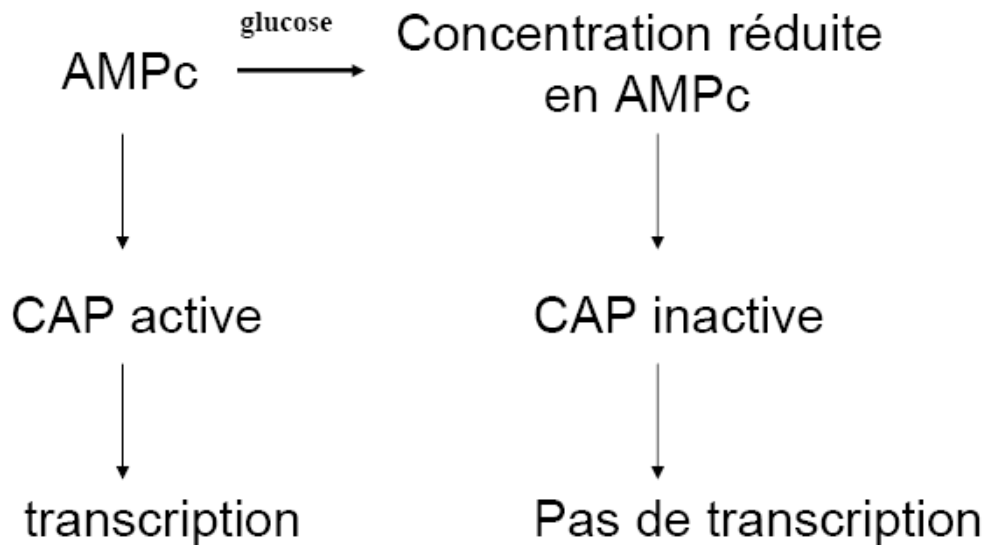 glucose
AMPc
Concentration réduite
en AMPc
CAP active
CAP inactive
transcription
Pas de transcription